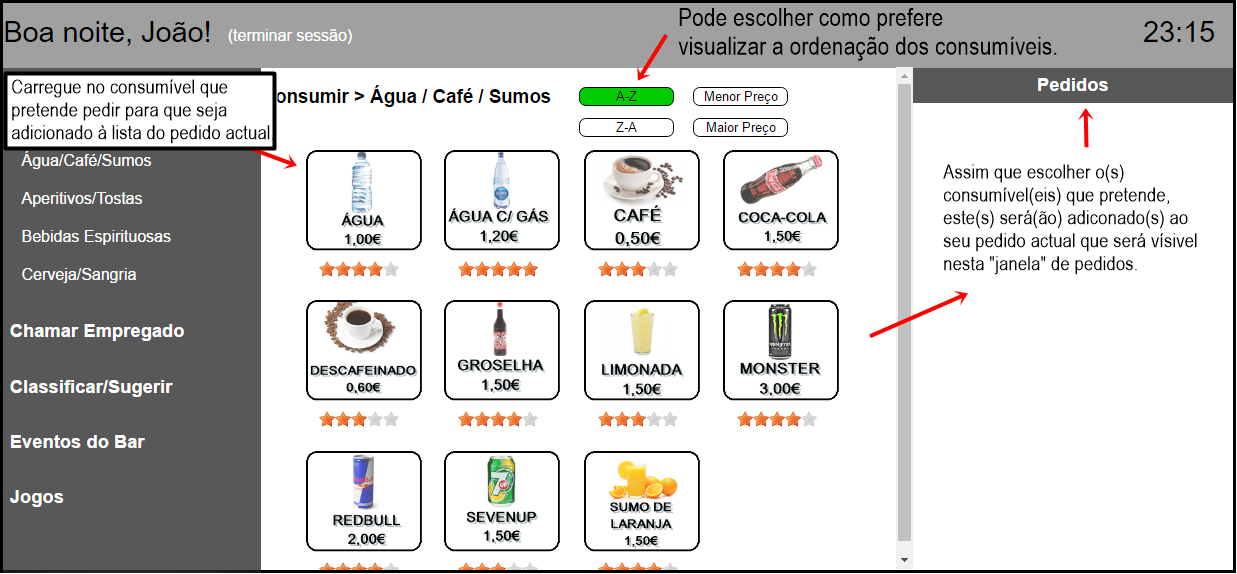 Boa noite, João! (terminar sessão)
Pode escolher como prefere
visualizar a ordenação dos consumíveis.
23:15
Carregue no consumível que
pretende pedir para que seja
adicionado à lista do pedido actual.
onsumir > Água / Café / Sumos
A-Z
Menor Preço
Z-A
Maior Preço
Pedidos
Água/Café/Sumos
Aperitivos/Tostas
Bebidas Espirituosas
Cerveja/Sangria
Chamar Empregado
Classificar/Sugerir
Eventos do Bar
Jogos
ÁGUA
1,00€
ÁGUA C/ GÁS
1,20€
CAFÉ
0,50€
COCA-COLA
1,50€
DESCAFEINADO
0,60€
GROSELHA
1,50€
LIMONADA
1,50€
MONSTER
3,00€
REDBULL
2,00€
SEVENUP
1,50€
SUMO DE
LARANJA
1,50€
Assim que escolher o(s)
consumível(eis) que pretende,
este(s) será(ão) adiconado(s) ao
seu pedido actual que será vísivel
nesta "janela" de pedidos.